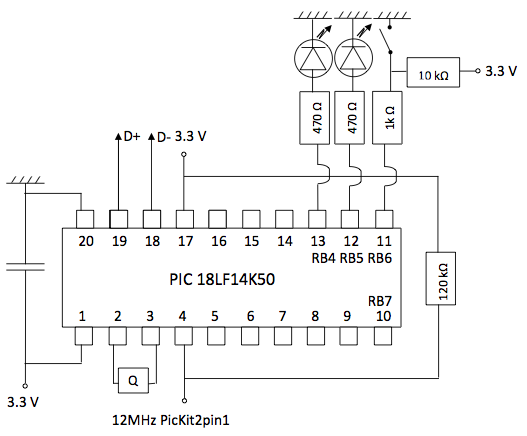 10 kΩ
3.3 V
470 Ω
470 Ω
1k Ω
D+
D- 3.3 V
20 19 18 17 16 15 14 13 12 11
RB4 RB5 RB6
PIC 18LF14K50
120 kΩ
RB7
1 2 3 4 5 6 7 8 9 10
Q
3.3 V
12MHz PicKit2pin1